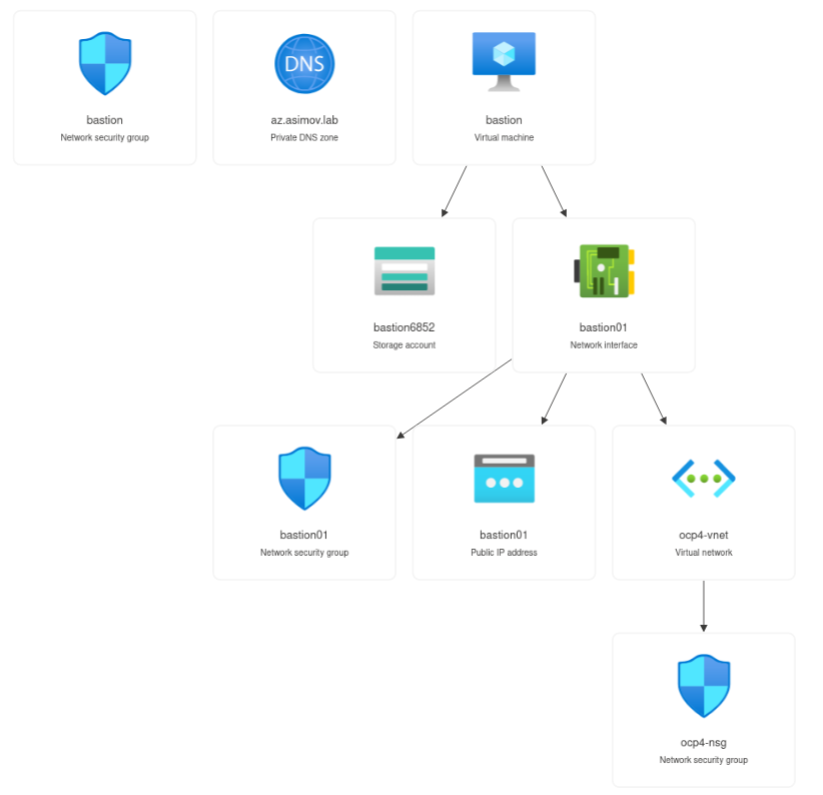 bastion
Network security group
DNS
az.asimov.lab
Private DNS zone
bastion
Virtual machine
bastion6852
Storage account
bastion01
Network interface
bastion01
Network security group
bastion01
Public IP address
ocp4-vnet
Virtual network
ocp4-nsg
Network security group